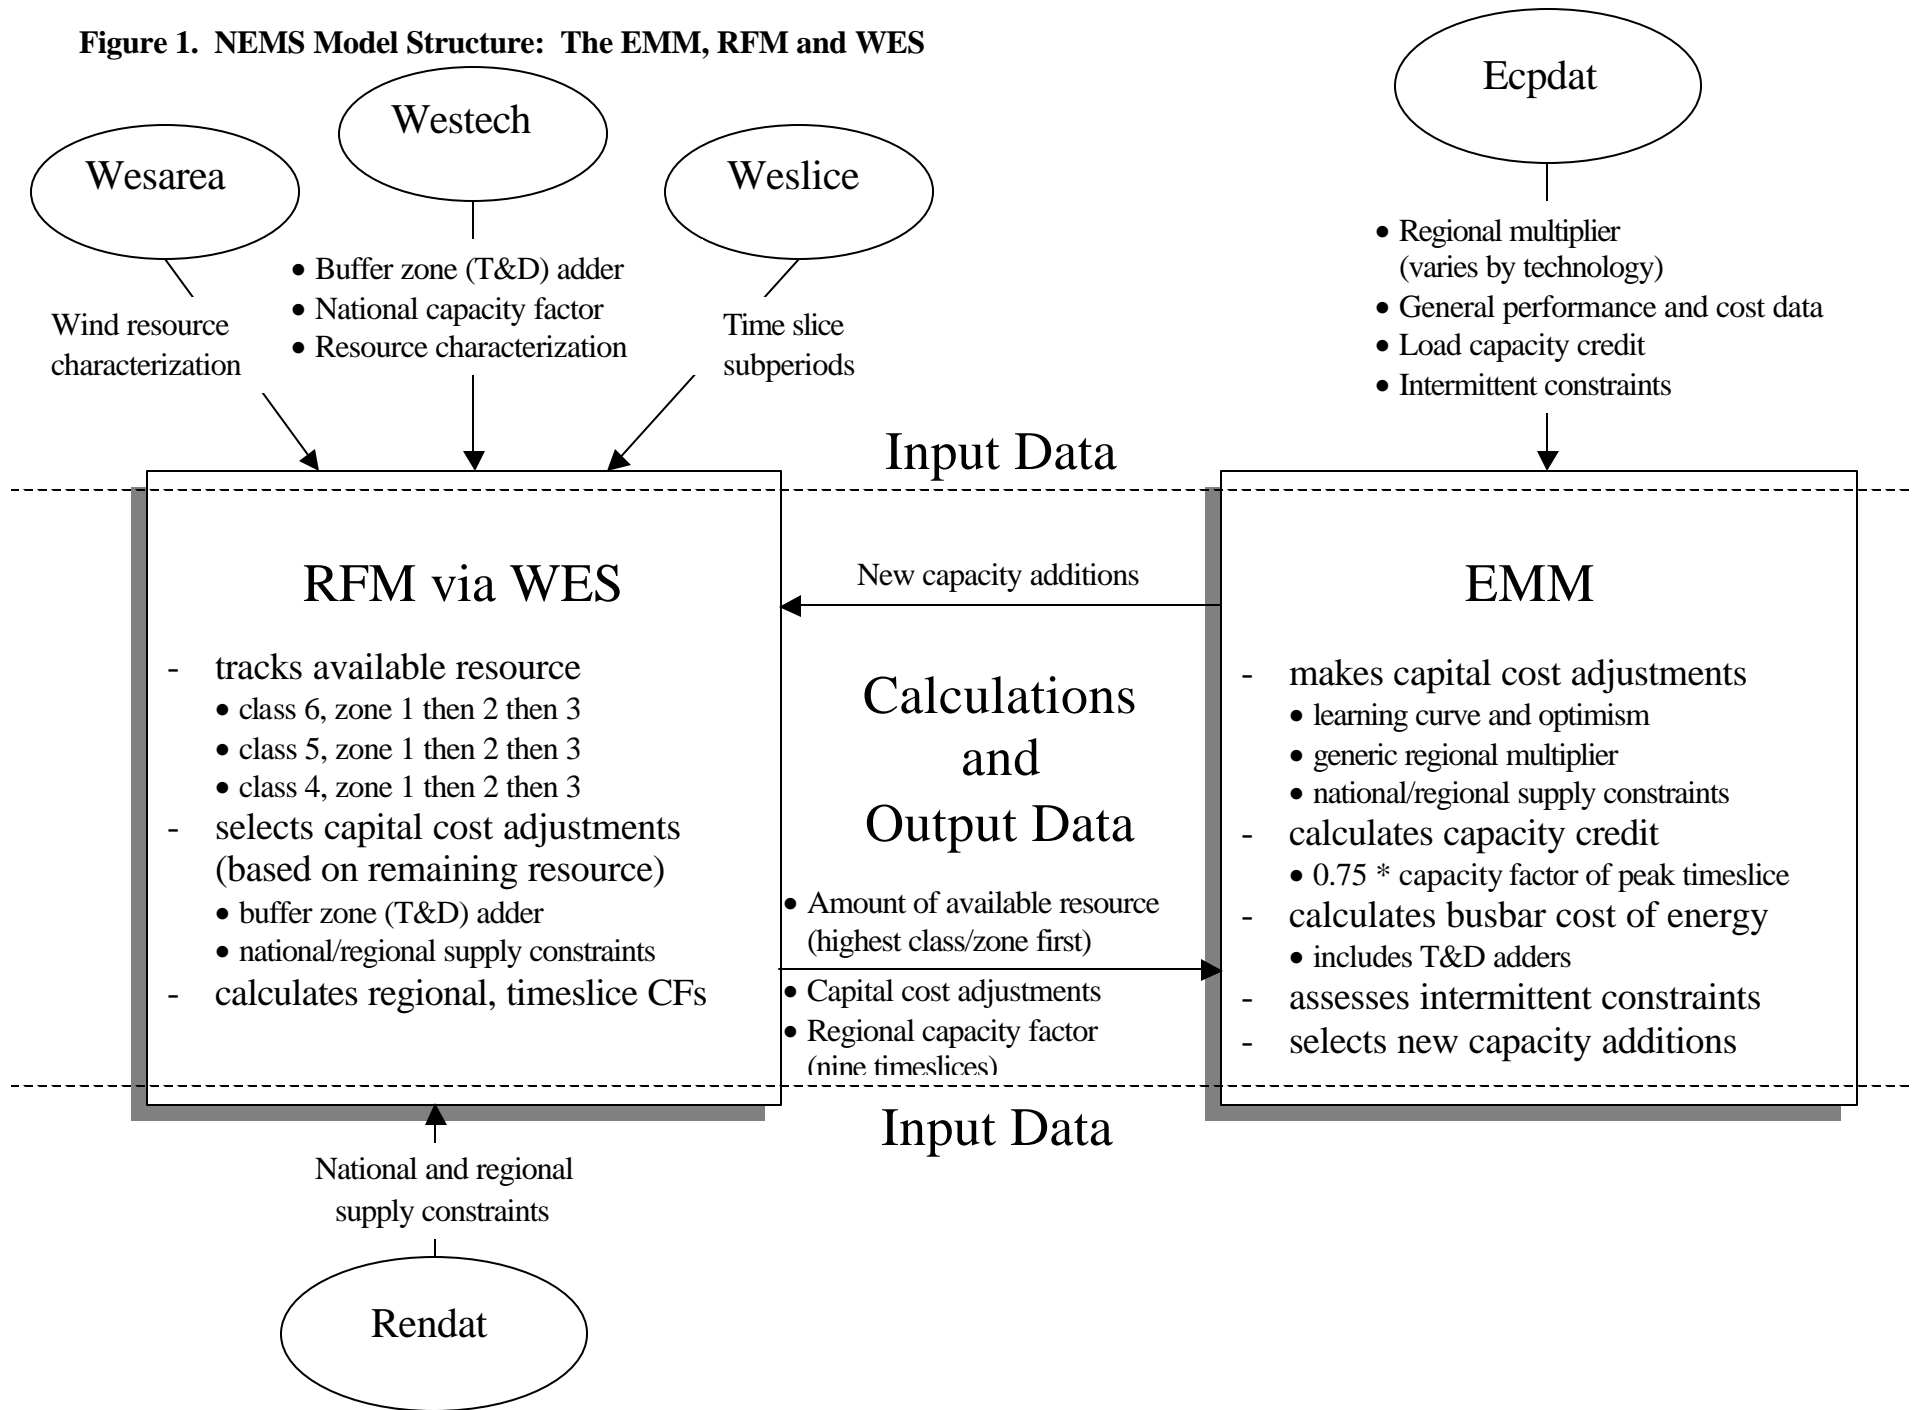 Figure 1.  NEMS Model Structure:  The EMM, RFM and WES
Wesarea
Westech
Weslice
Ecpdat
Wind resource
characterization
• Buffer zone (T&D) adder
• National capacity factor
• Resource characterization
Time slice
subperiods
• Regional multiplier
(varies by technology)
• General performance and cost data
• Load capacity credit
• Intermittent constraints
Input Data
RFM via WES
- tracks available resource
• class 6, zone 1 then 2 then 3
• class 5, zone 1 then 2 then 3
• class 4, zone 1 then 2 then 3
- selects capital cost adjustments
(based on remaining resource)
• buffer zone (T&D) adder
• national/regional supply constraints
- calculates regional, timeslice CFs
New capacity additions
Calculations
and
Output Data
• Amount of available resource
(highest class/zone first)
• Capital cost adjustments
• Regional capacity factor
(nine timeslices)
EMM
- makes capital cost adjustments
• learning curve and optimism
• generic regional multiplier
• national/regional supply constraints
- calculates capacity credit
• 0.75 * capacity factor of peak timeslice
- calculates busbar cost of energy
• includes T&D adders
- assesses intermittent constraints
- selects new capacity additions
Input Data
National and regional
supply constraints
Rendat